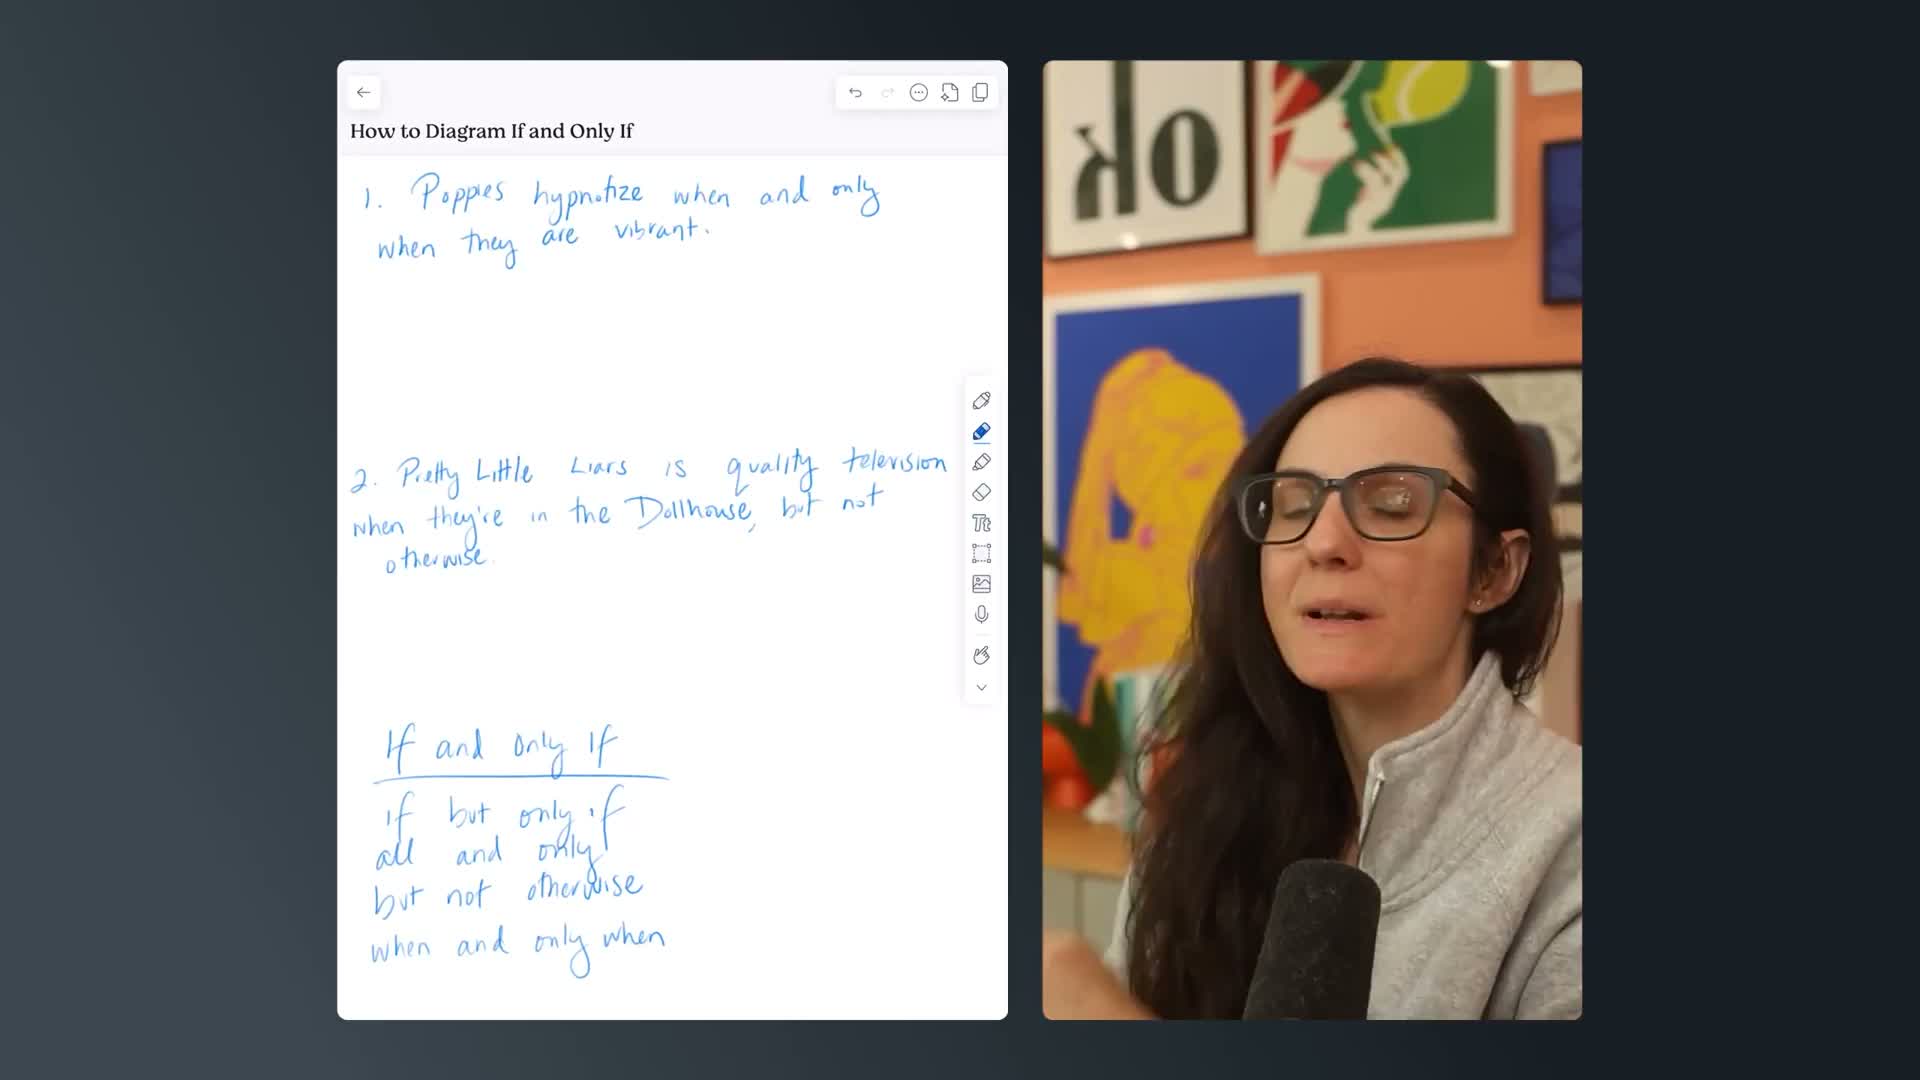 How to Diagram If and Only If
1. Poppies hypnotize when and only
when they are vibrant.
2. Pretty Little Liars is quality television
when they're in the Dollhouse, but not
otherwise.
If and only if
if but only if
all and only
but not otherwise
when and only when
ok
Tt